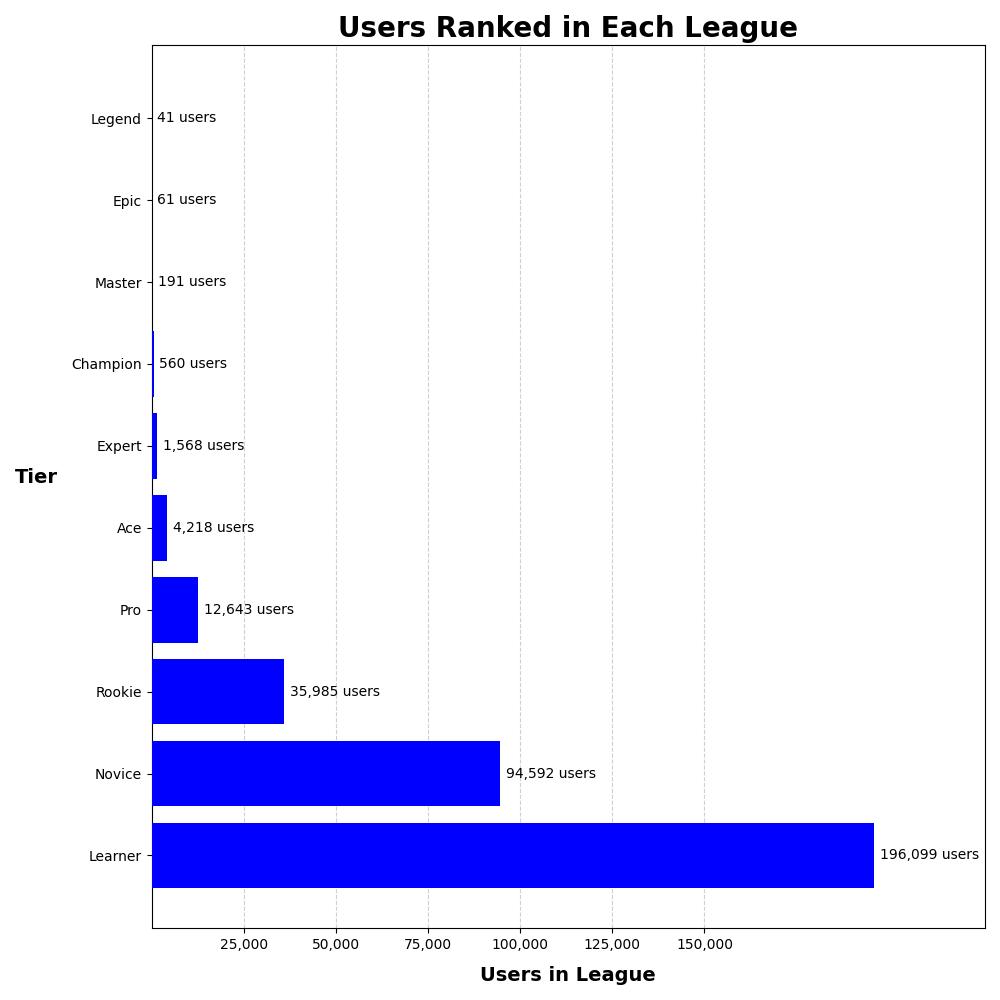 Users Ranked in Each League
Legend 41 users
Epic 61 users
Master 191 users
Champion 560 users
Expert 1,568 users
Tier
Ace 4,218 users
Pro 12,643 users
Rookie 35,985 users
Novice 94,592 users
Learner 196,099 users
25,000 50,000 75,000 100,000 125,000 150,000
Users in League